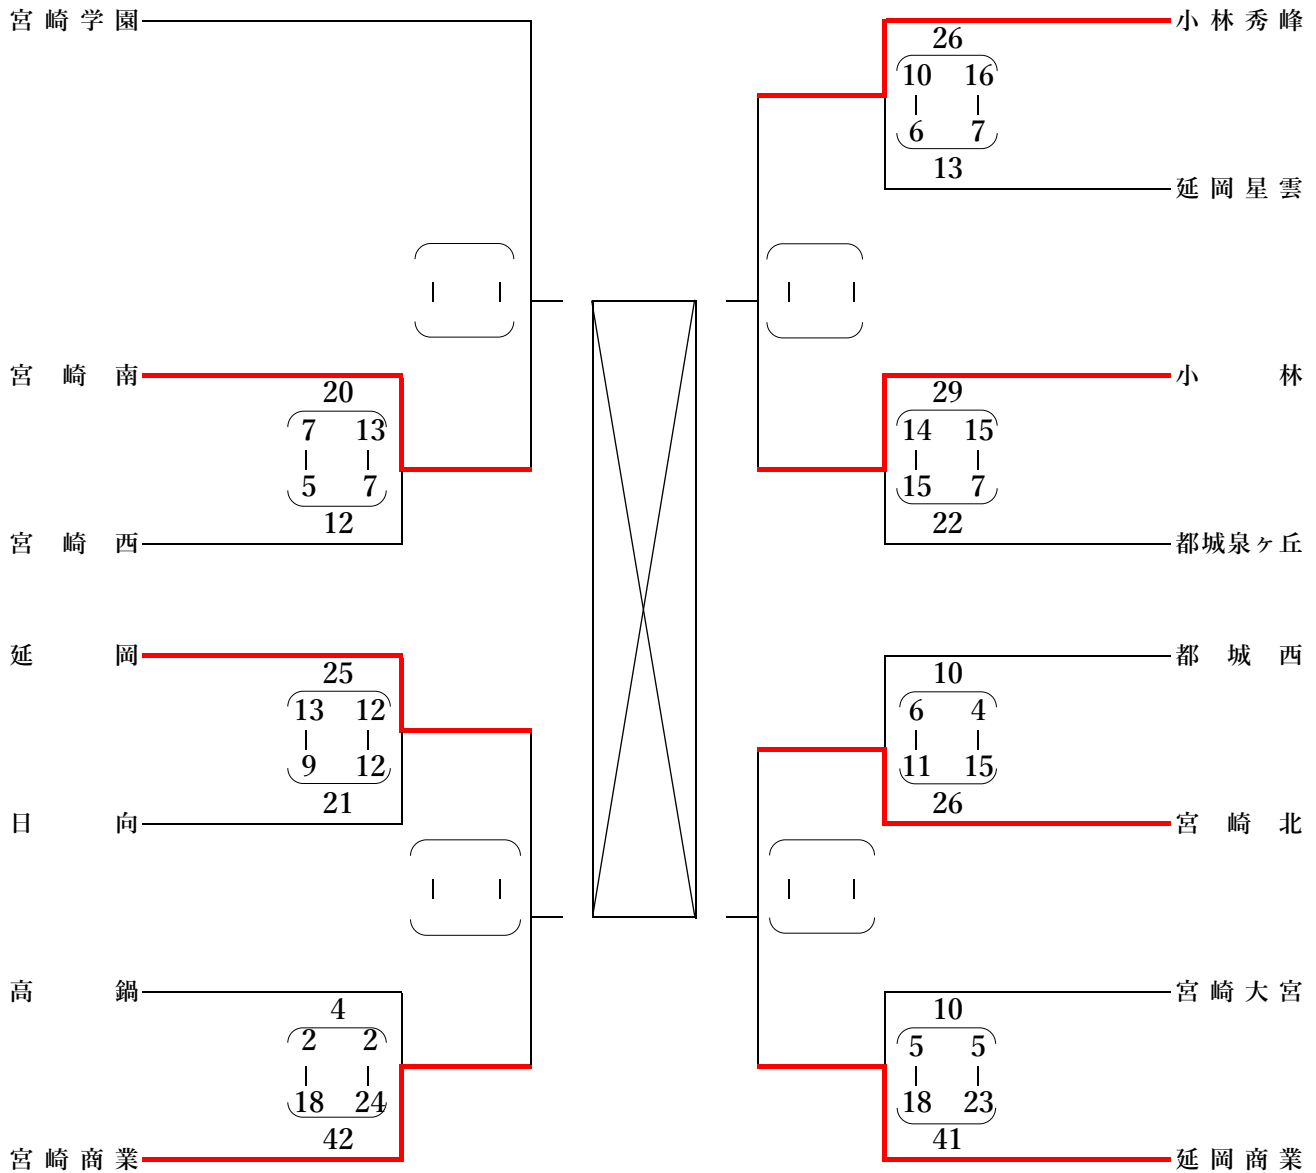 宮崎学園
宮崎南
20
7 13
5 7
12
宮崎西
延岡
25
13 12
9 12
21
日向
高鍋
4
2 2
18 24
42
宮崎商業
小林秀峰
26
10 16
6 7
13
延岡星雲
小林
29
14 15
15 7
22
都城泉ヶ丘
都城西
10
6 4
11 15
26
宮崎北
宮崎大宮
10
5 5
18 23
41
延岡商業